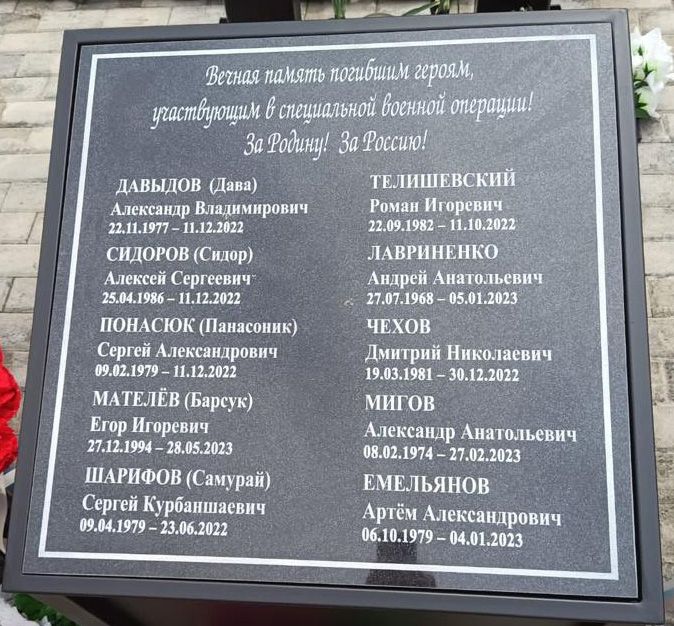 Вечная память погибшим героям,
участвующим в специальной военной операции!
За Родину! За Россию!
ДАВЫДОВ (Дава)
Александр Владимирович
22.11.1977 – 11.12.2022
СИДОРОВ (Сидор)
Алексей Сергеевич
25.04.1986 – 11.12.2022
ПОНАСЮК (Панасоник)
Сергей Александрович
09.02.1979 – 11.12.2022
МАТЕЛЁВ (Барсук)
Егор Игоревич
27.12.1994 – 28.05.2023
ШАРИФОВ (Самурай)
Сергей Курбаншаевич
09.04.1979 – 23.06.2022
ТЕЛИШЕВСКИЙ
Роман Игоревич
22.09.1982 – 11.10.2022
ЛАВРИНЕНКО
Андрей Анатольевич
27.07.1968 – 05.01.2023
ЧЕХОВ
Дмитрий Николаевич
19.03.1981 – 30.12.2022
МИГОВ
Александр Анатольевич
08.02.1974 – 27.02.2023
ЕМЕЛЬЯНОВ
Артём Александрович
06.10.1979 – 04.01.2023